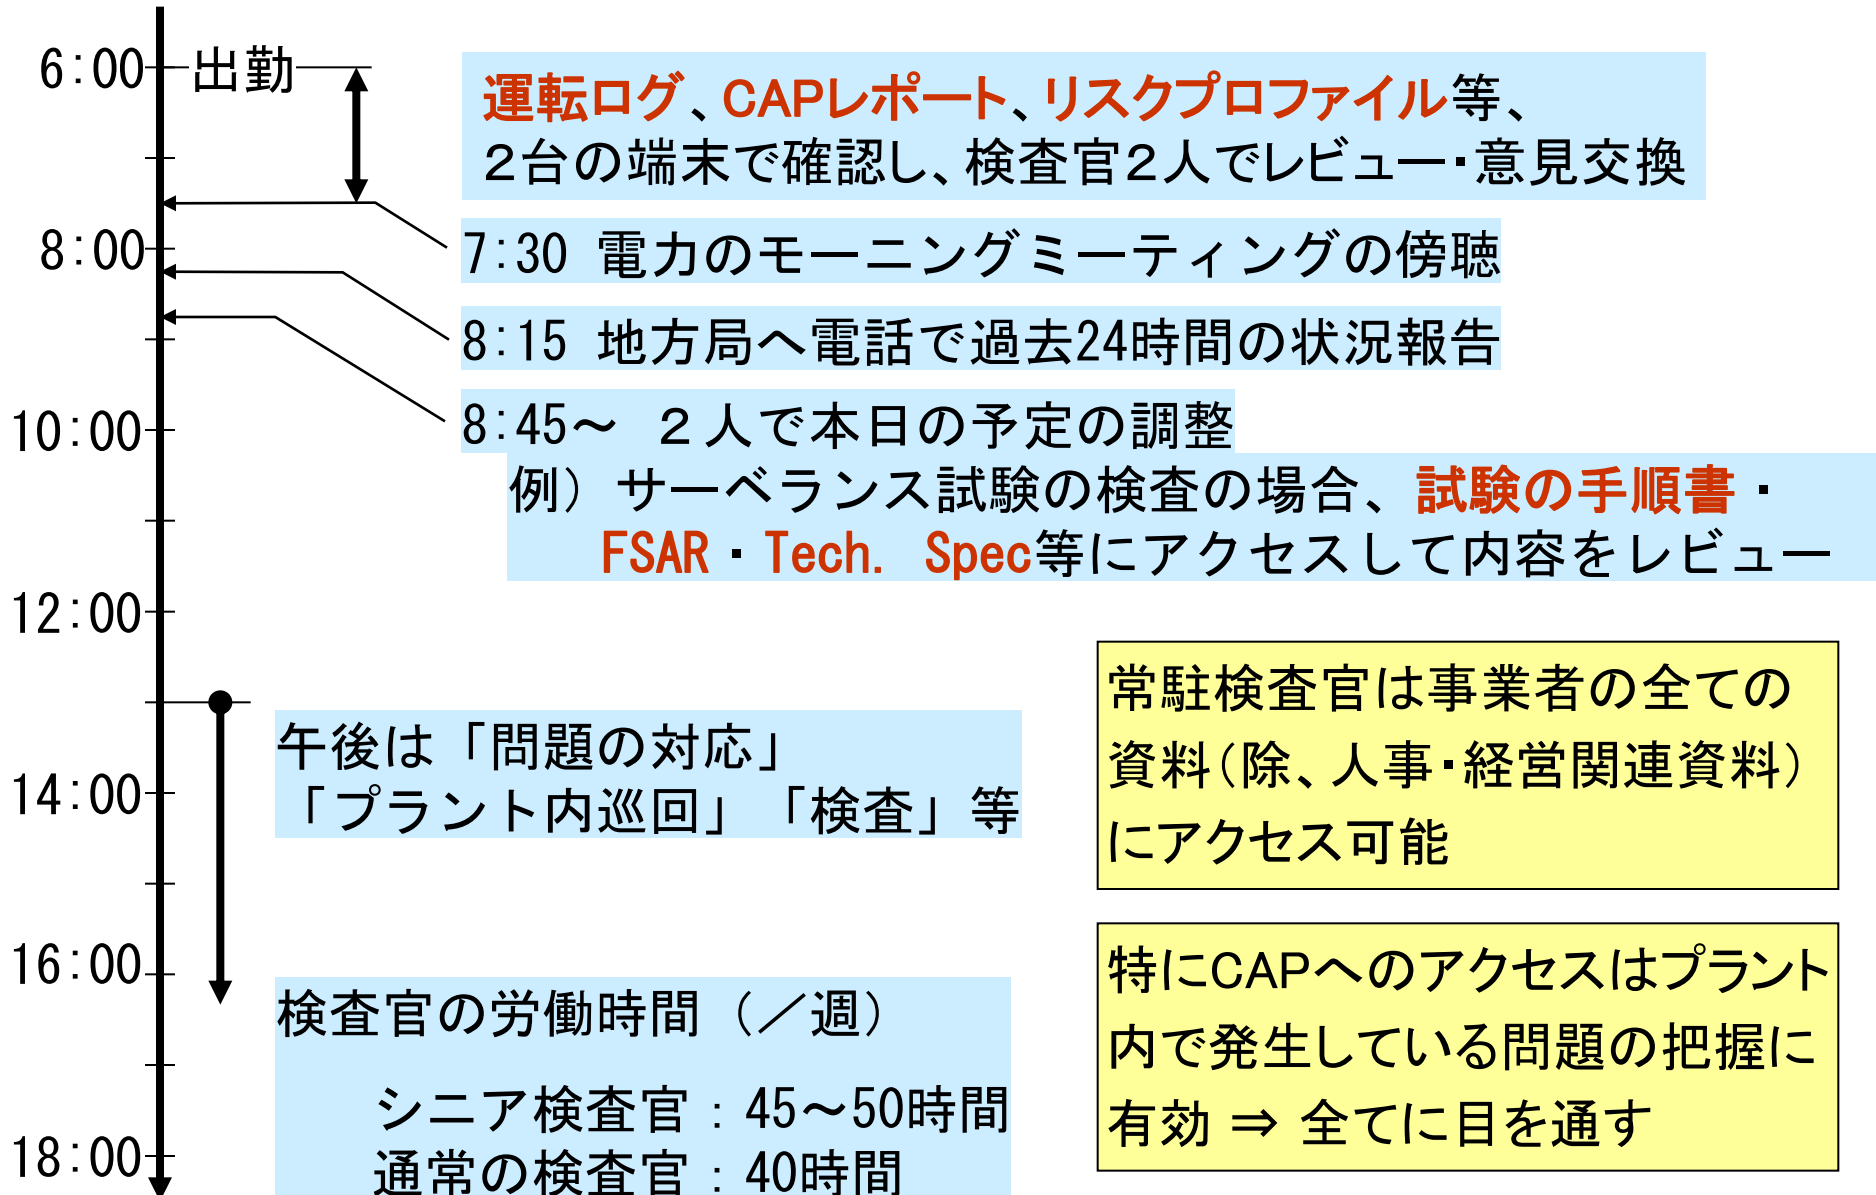 6:00
出勤
運転ログ、CAPレポート、リスクプロファイル等、
２台の端末で確認し、検査官２人でレビュー・意見交換
8:00
7:30 電力のモーニングミーティングの傍聴
8:15 地方局へ電話で過去24時間の状況報告
10:00
8:45～ ２人で本日の予定の調整
例）サーベランス試験の検査の場合、試験の手順書・
FSAR・Tech. Spec等にアクセスして内容をレビュー
12:00
14:00
午後は「問題の対応」
「プラント内巡回」「検査」等
常駐検査官は事業者の全ての
資料（除、人事・経営関連資料）
にアクセス可能
16:00
検査官の労働時間（／週）
シニア検査官：45～50時間
18:00
通常の検査官：40時間
特にCAPへのアクセスはプラント
内で発生している問題の把握に
有効 ⇒ 全てに目を通す